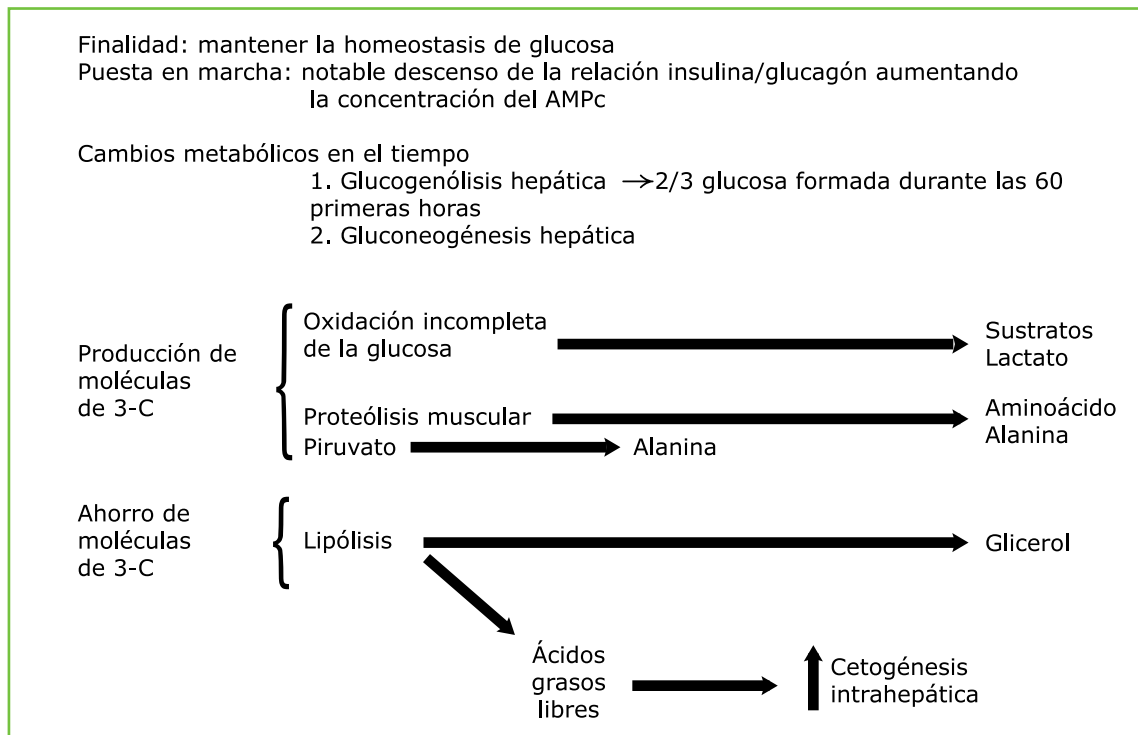 Finalidad: mantener la homeostasis de glucosa
Puesta en marcha: notable descenso de la relación insulina/glucagón aumentando
la concentración del AMPc
Cambios metabólicos en el tiempo
1. Glucogenólisis hepática →2/3 glucosa formada durante las 60
primeras horas
2. Gluconeogénesis hepática
Producción de
moléculas
de 3-C
Oxidación incompleta
de la glucosa
Sustratos
Lactato
Proteólisis muscular
Aminoácido
Alanina
Piruvato
Alanina
Ahorro de
moléculas
de 3-C
Lipólisis
Glicerol
Ácidos
grasos
libres
Cetogénesis
intrahepática